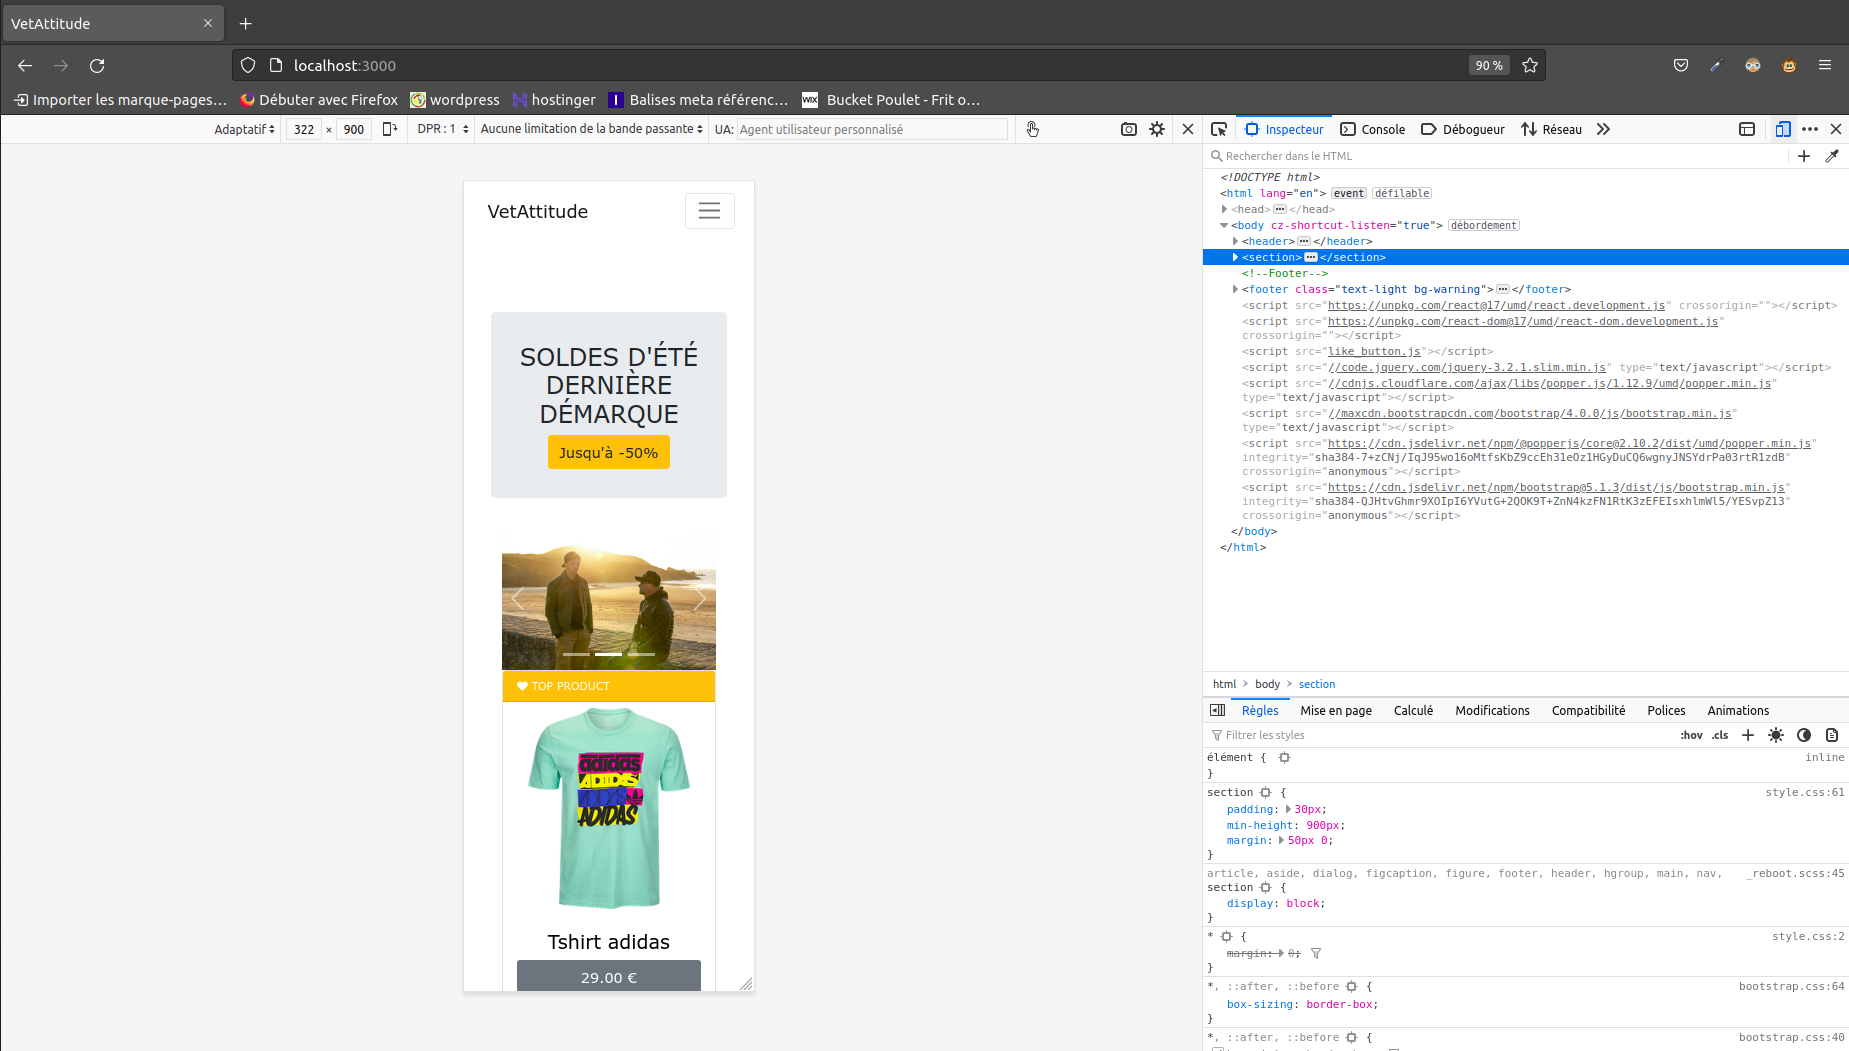 VetAttitude
localhost:3000
90 %
Importer les marque-pages…
Débuter avec Firefox
wordpress
hostinger
Balises meta référenc…
WIX
Bucket Poulet - Frit o…
Adaptatif
322 × 900
DPR : 1
Aucune limitation de la bande passante
UA: Agent utilisateur personnalisé
VetAttitude
SOLDES D'ÉTÉ
DERNIÈRE
DÉMARQUE
Jusqu'à -50%
TOP PRODUCT
adidas
ADIDAS
ADIDAS
ADIDAS
Tshirt adidas
29.00 €
Inspecteur
Console
Débogueur
Réseau
Rechercher dans le HTML
<!DOCTYPE html>
<html lang="en"> event défilable
<head> ••• </head>
<body cz-shortcut-listen="true"> débordement
<header> ••• </header>
<section> ••• </section>
<!--Footer-->
<footer class="text-light bg-warning"> ••• </footer>
<script src="https://unpkg.com/react@17/umd/react.development.js" crossorigin=""></script>
<script src="https://unpkg.com/react-dom@17/umd/react-dom.development.js"
crossorigin=""></script>
<script src="like_button.js"></script>
<script src="//code.jquery.com/jquery-3.2.1.slim.min.js" type="text/javascript"></script>
<script src="//cdnjs.cloudflare.com/ajax/libs/popper.js/1.12.9/umd/popper.min.js"
type="text/javascript"></script>
<script src="//maxcdn.bootstrapcdn.com/bootstrap/4.0.0/js/bootstrap.min.js"
type="text/javascript"></script>
<script src="https://cdn.jsdelivr.net/npm/@popperjs/core@2.10.2/dist/umd/popper.min.js"
integrity="sha384-7+zCNj/IqJ95wo16oMtfsKbZ9ccEh31eOz1HGyDuCQ6wgnyJNSYdrPa03rtR1zdB"
crossorigin="anonymous"></script>
<script src="https://cdn.jsdelivr.net/npm/bootstrap@5.1.3/dist/js/bootstrap.min.js"
integrity="sha384-QJHtvGhmr9XOIpI6YVutG+2QOK9T+ZnN4kzFN1RtK3zEFEIsxhlmWl5/YESvpZ13"
crossorigin="anonymous"></script>
</body>
</html>
html > body > section
Règles
Mise en page
Calculé
Modifications
Compatibilité
Polices
Animations
Filtrer les styles
:hov .cls
élément { inline
}
section { style.css:61
padding: 30px;
min-height: 900px;
margin: 50px 0;
}
article, aside, dialog, figcaption, figure, footer, header, hgroup, main, nav, _reboot.scss:45
section {
display: block;
}
* { style.css:2
margin: 0;
}
*, ::after, ::before { bootstrap.css:64
box-sizing: border-box;
}
*, ::after, ::before { bootstrap.css:40